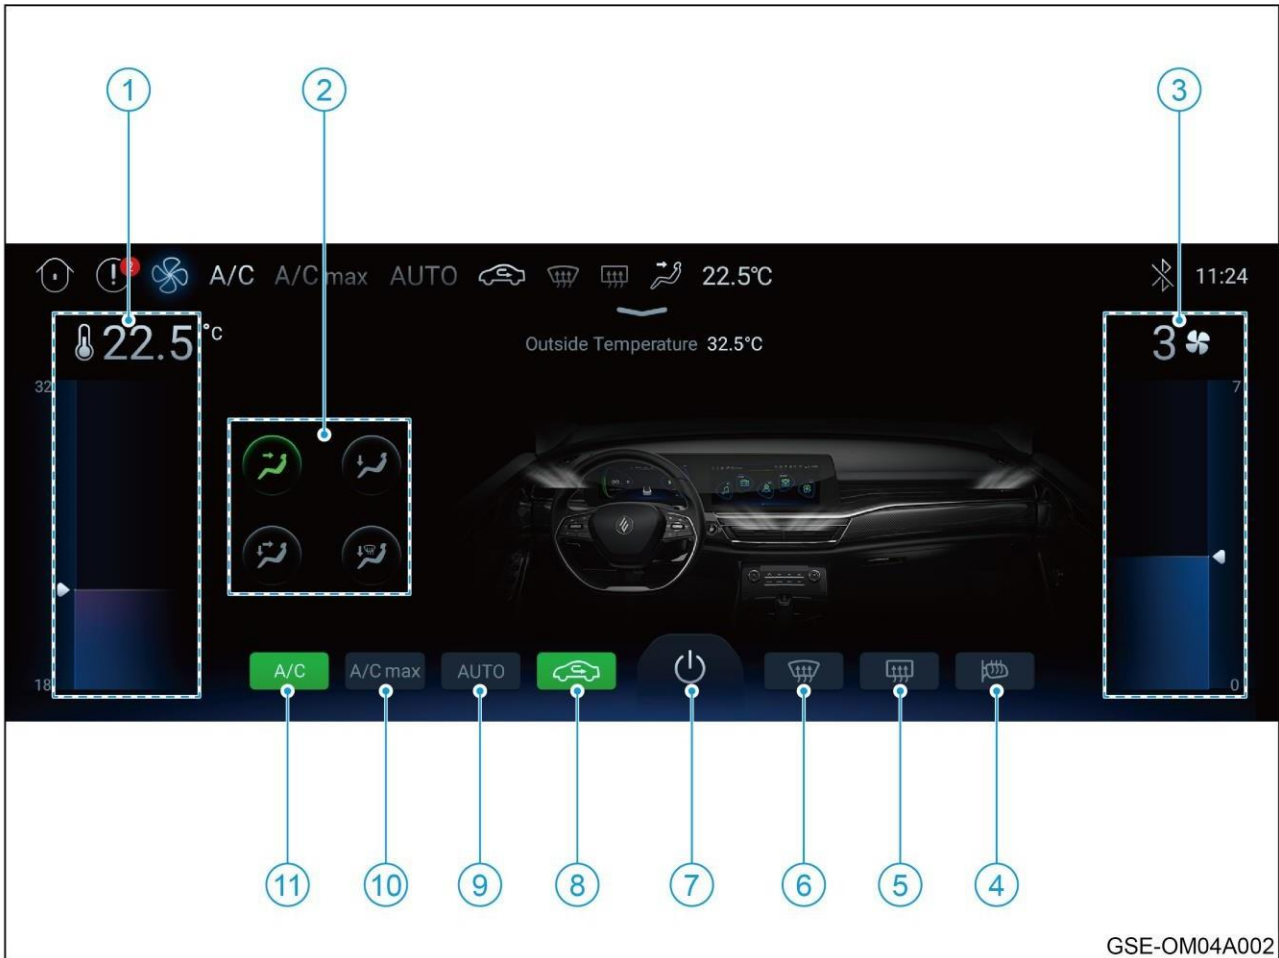 1 2 3
A/C A/C max AUTO 22.5℃ 11:24
22.5 °C
Outside Temperature 32.5°C
3
32
7
18
0
A/C A/C max AUTO
11 10 9 8 7 6 5 4
GSE-OM04A002